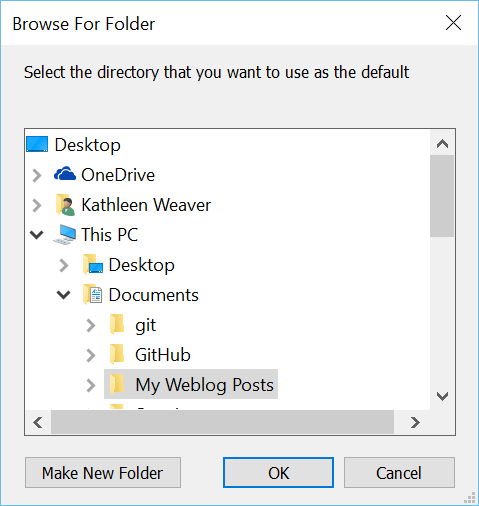 Browse For Folder
Select the directory that you want to use as the default
Desktop
OneDrive
Kathleen Weaver
This PC
Desktop
Documents
git
GitHub
My Weblog Posts
Make New Folder
OK
Cancel